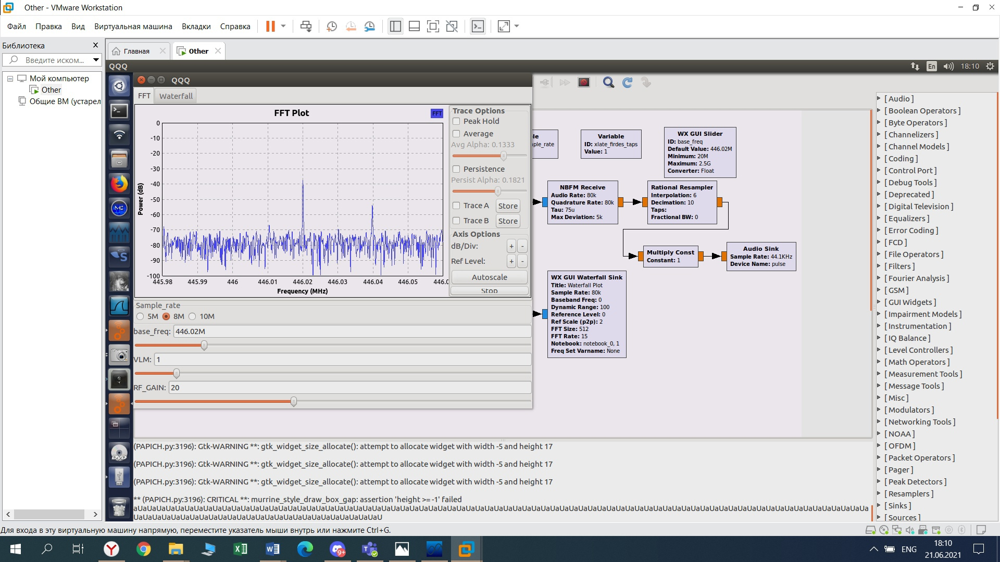 Other - VMware Workstation
Файл Правка Вид Виртуальная машина Вкладки Справка
Библиотека
Введите иском...
Мой компьютер
Other
Общие ВМ (устарел
Главная
Other
QQQ
En 18:10
QQQ
FFT Waterfall
FFT Plot
FFT
0
-10
-20
-30
-40
-50
-60
-70
-80
-90
-100
Power (dB)
445.98 445.99 446 446.01 446.02 446.03 446.04 446.05 446.0
Frequency (MHz)
Trace Options
Peak Hold
Average
Avg Alpha: 0.1333
Persistence
Persist Alpha: 0.1821
Trace A Store
Trace B Store
Axis Options
dB/Div: + -
Ref Level: + -
Autoscale
Stop
Sample_rate
5M 8M 10M
base_freq: 446.02M
VLM: 1
RF_GAIN: 20
le
ple_rate
Variable
ID: xlate_firdes_taps
Value: 1
WX GUI Slider
ID: base_freq
Default Value: 446.02M
Minimum: 20M
Maximum: 2.5G
Converter: Float
NBFM Receive
Audio Rate: 80k
Quadrature Rate: 80k
Tau: 75u
Max Deviation: 5k
Rational Resampler
Interpolation: 6
Decimation: 10
Taps:
Fractional BW: 0
Multiply Const
Constant: 1
Audio Sink
Sample Rate: 44.1KHz
Device Name: pulse
WX GUI Waterfall Sink
Title: Waterfall Plot
Sample Rate: 80k
Baseband Freq: 0
Dynamic Range: 100
Reference Level: 0
Ref Scale (p2p): 2
FFT Size: 512
FFT Rate: 15
Notebook: notebook_0, 1
Freq Set Varname: None
[ Audio ]
[ Boolean Operators ]
[ Byte Operators ]
[ Channelizers ]
[ Channel Models ]
[ Coding ]
[ Control Port ]
[ Debug Tools ]
[ Deprecated ]
[ Digital Television ]
[ Equalizers ]
[ Error Coding ]
[ FCD ]
[ File Operators ]
[ Filters ]
[ Fourier Analysis ]
[ GSM ]
[ GUI Widgets ]
[ Impairment Models ]
[ Instrumentation ]
[ IQ Balance ]
[ Level Controllers ]
[ Math Operators ]
[ Measurement Tools ]
[ Message Tools ]
[ Misc ]
[ Modulators ]
[ Networking Tools ]
[ NOAA ]
[ OFDM ]
[ Packet Operators ]
[ Pager ]
[ Peak Detectors ]
[ Resamplers ]
[ Sinks ]
[ Sources ]
(PAPICH.py:3196): Gtk-WARNING **: gtk_widget_size_allocate(): attempt to allocate widget with width -5 and height 17
(PAPICH.py:3196): Gtk-WARNING **: gtk_widget_size_allocate(): attempt to allocate widget with width -5 and height 17
(PAPICH.py:3196): Gtk-WARNING **: gtk_widget_size_allocate(): attempt to allocate widget with width -5 and height 17
** (PAPICH.py:3196): CRITICAL **: murrine_style_draw_box_gap: assertion 'height >= -1' failed
Для входа в эту виртуальную машину напрямую, переместите указатель мыши внутрь или нажмите Ctrl+G.
9+
ENG
18:10
21.06.2021